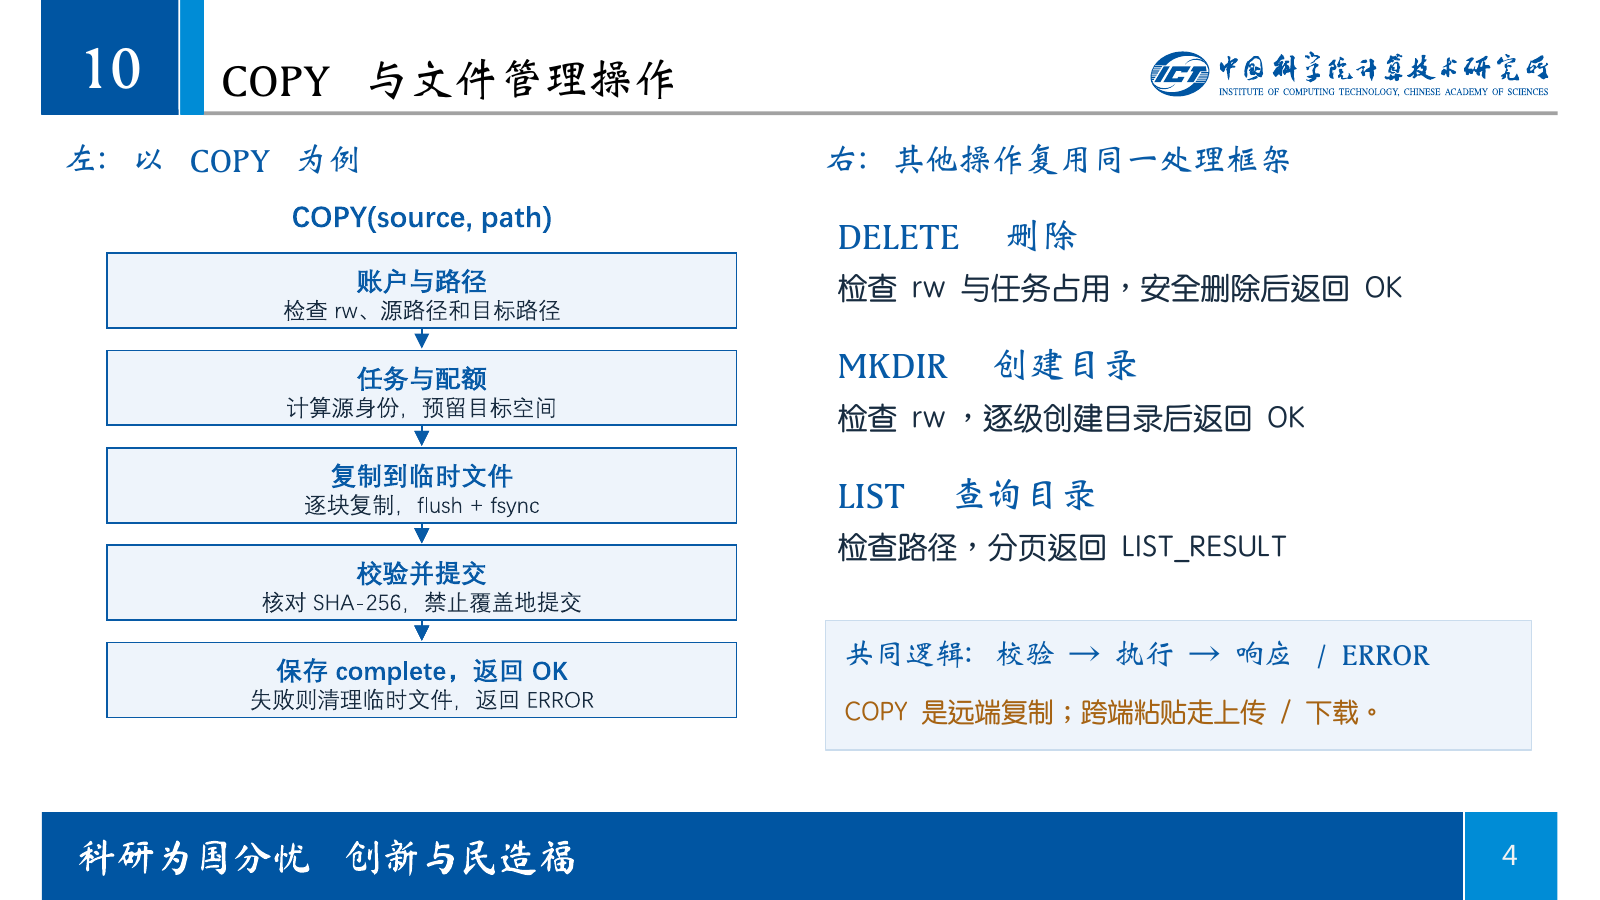 10
COPY 与文件管理操作
中国科学院计算技术研究所
INSTITUTE OF COMPUTING TECHNOLOGY, CHINESE ACADEMY OF SCIENCES
左：以 COPY 为例
COPY(source, path)
账户与路径
检查 rw、源路径和目标路径
任务与配额
计算源身份，预留目标空间
复制到临时文件
逐块复制，flush + fsync
校验并提交
核对 SHA-256，禁止覆盖地提交
保存 complete，返回 OK
失败则清理临时文件，返回 ERROR
右：其他操作复用同一处理框架
DELETE 删除
检查 rw 与任务占用，安全删除后返回 OK
MKDIR 创建目录
检查 rw ，逐级创建目录后返回 OK
LIST 查询目录
检查路径，分页返回 LIST_RESULT
共同逻辑：校验 → 执行 → 响应 / ERROR
COPY 是远端复制；跨端粘贴走上传 / 下载。
科研为国分忧 创新与民造福
4